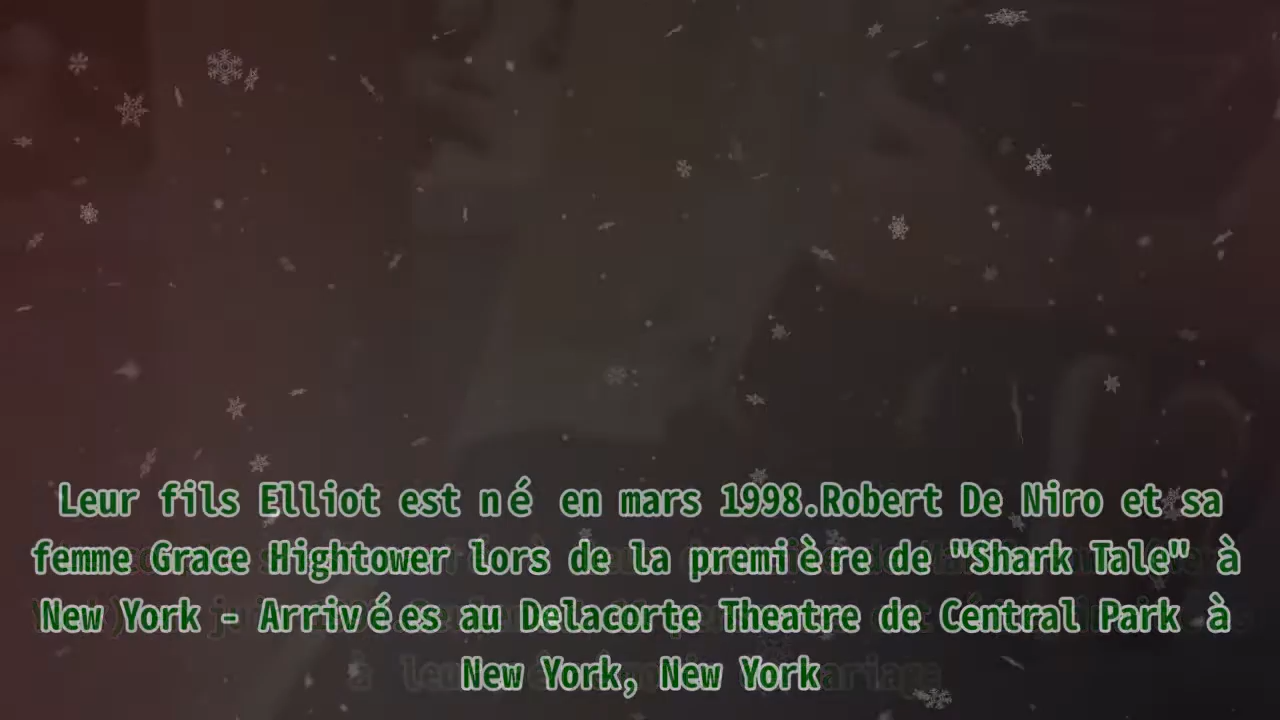 Leur fils Elliot est né en mars 1998.Robert De Niro et sa
femme Grace Hightower lors de la première de "Shark Tale" à
New York - Arrivées au Delacorte Theatre de Central Park à
New York, New York